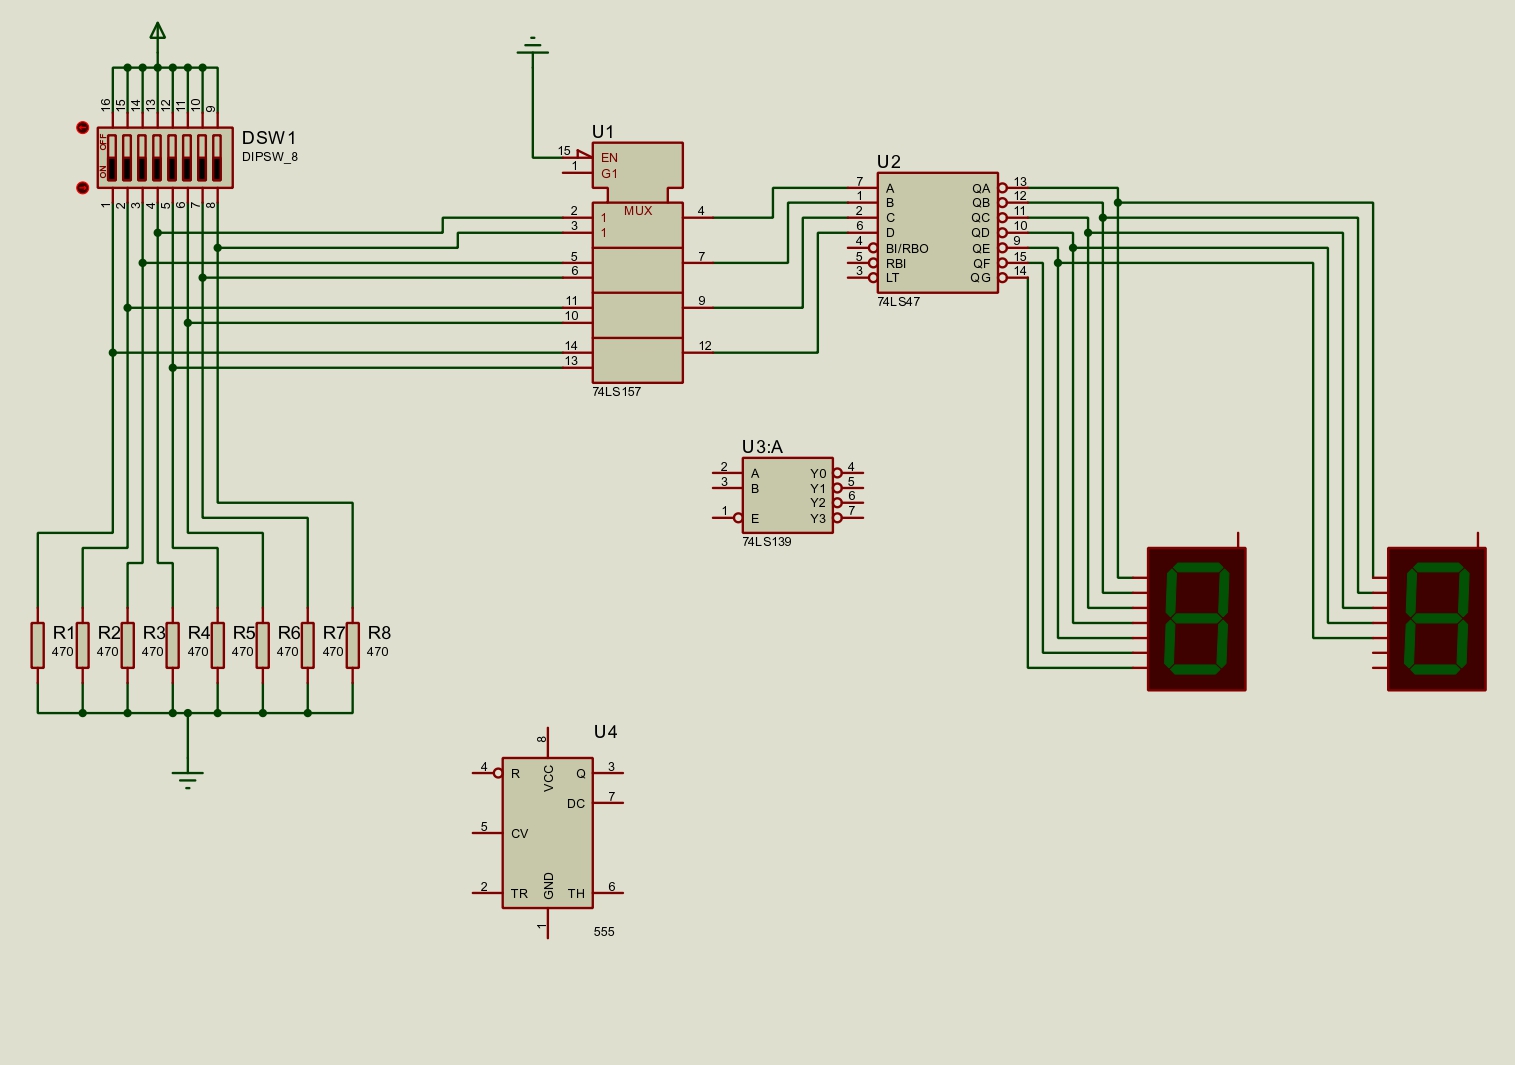 16 15 14 13 12 11 10 9
OFF
ON
DSW1
DIPSW_8
1 2 3 4 5 6 7 8
U1
15 EN
1 G1
MUX
2 1 4
3 1
5 7
6
11 9
10
14 12
13
74LS157
U2
7 A QA 13
1 B QB 12
2 C QC 11
6 D QD 10
4 BI/RBO QE 9
5 RBI QF 15
3 LT QG 14
74LS47
U3:A
2 A Y0 4
3 B Y1 5
Y2 6
1 E Y3 7
74LS139
R1 R2 R3 R4 R5 R6 R7 R8
470 470 470 470 470 470 470 470
U4
8
VCC
4 R Q 3
DC 7
5 CV
2 TR GND TH 6
1
555